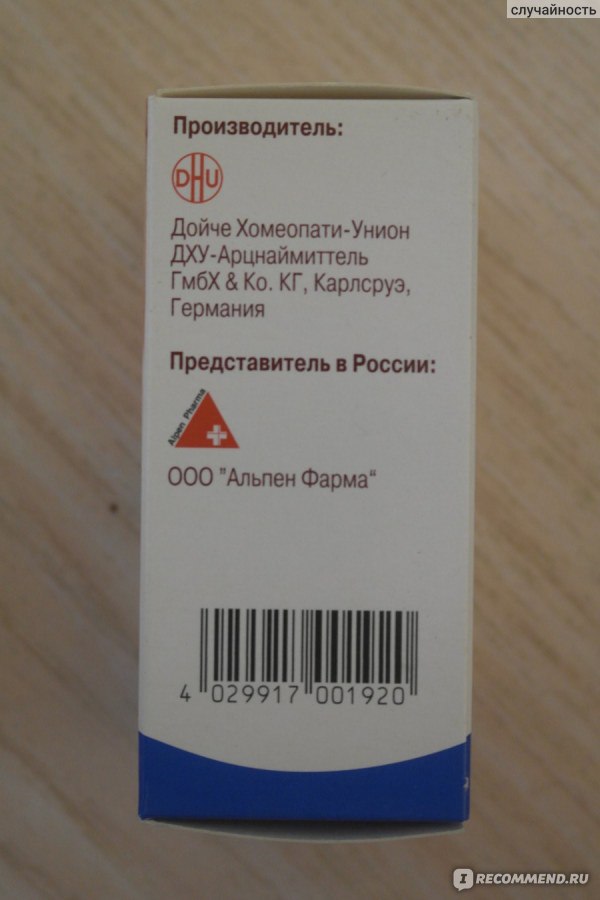 случайность
Производитель:
DHU
Дойче Хомеопати-Унион
ДХУ-Арцнаймиттель
ГмбХ & Ко. КГ, Карлсруэ,
Германия
Представитель в России:
Alpen Pharma
ООО "Альпен Фарма“
4 029917 001920
IRECOMMEND.RU